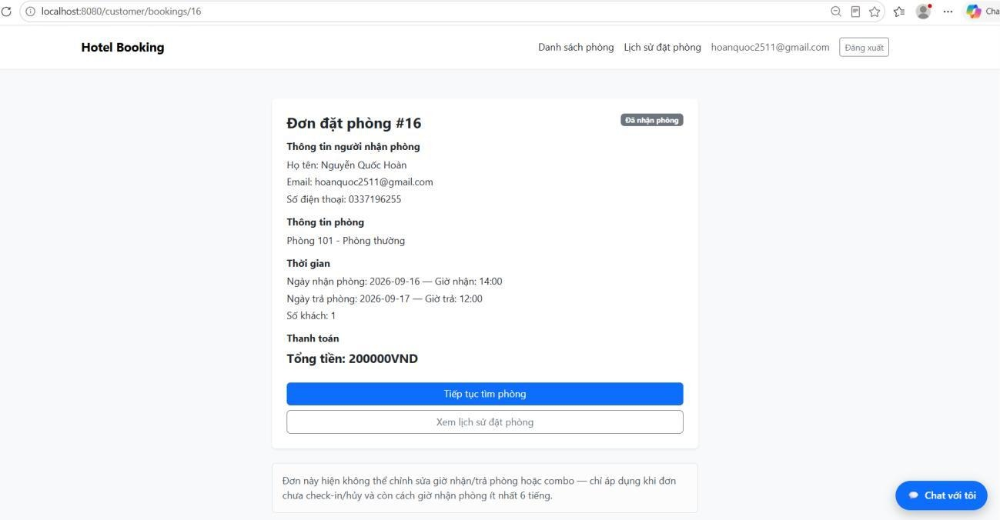 localhost:8080/customer/bookings/16
Hotel Booking
Danh sách phòng
Lịch sử đặt phòng
hoanquoc2511@gmail.com
Đăng xuất
Đơn đặt phòng #16
Đã nhận phòng
Thông tin người nhận phòng
Họ tên: Nguyễn Quốc Hoàn
Email: hoanquoc2511@gmail.com
Số điện thoại: 0337196255
Thông tin phòng
Phòng 101 - Phòng thường
Thời gian
Ngày nhận phòng: 2026-09-16 — Giờ nhận: 14:00
Ngày trả phòng: 2026-09-17 — Giờ trả: 12:00
Số khách: 1
Thanh toán
Tổng tiền: 200000VND
Tiếp tục tìm phòng
Xem lịch sử đặt phòng
Đơn này hiện không thể chỉnh sửa giờ nhận/trả phòng hoặc combo — chỉ áp dụng khi đơn
chưa check-in/hủy và còn cách giờ nhận phòng ít nhất 6 tiếng.
Chat với tôi